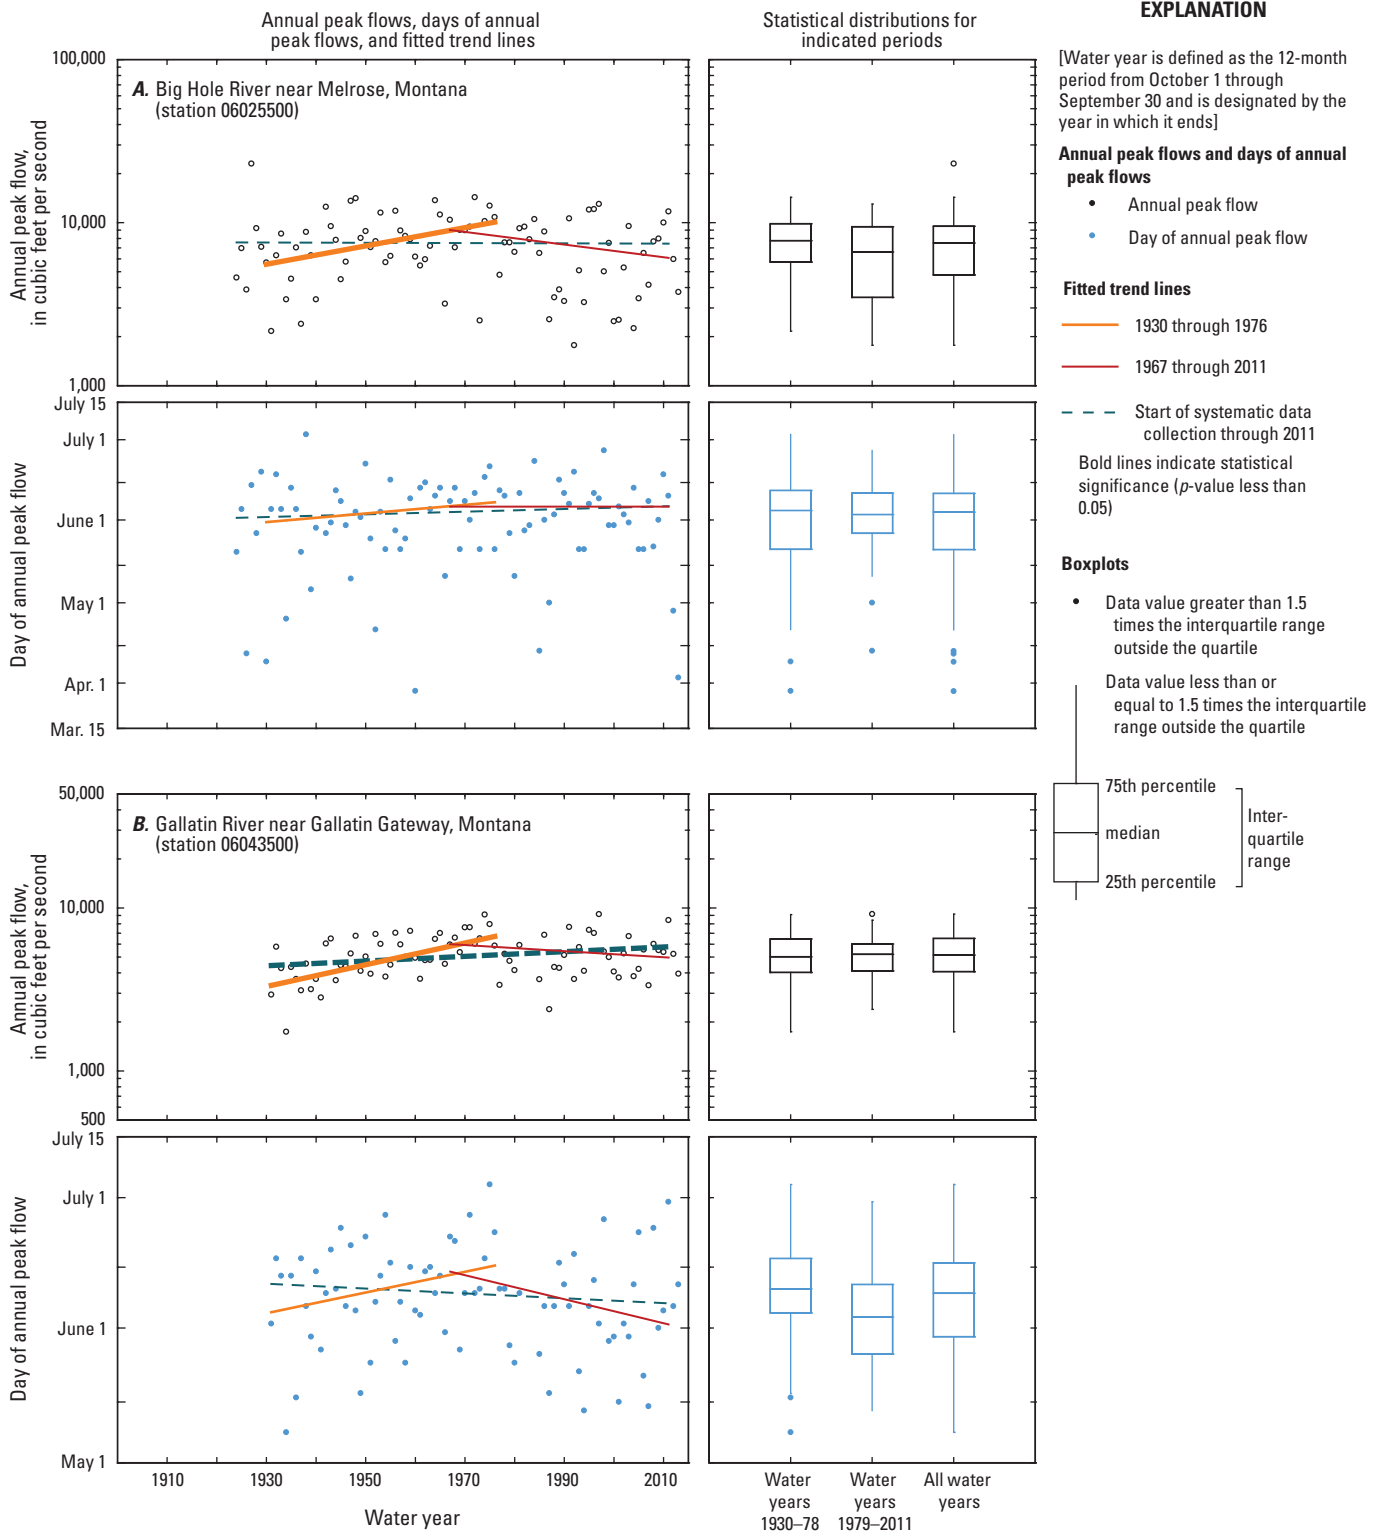 Annual peak flows, days of annual
peak flows, and fitted trend lines
Statistical distributions for
indicated periods
EXPLANATION
[Water year is defined as the 12-month
period from October 1 through
September 30 and is designated by the
year in which it ends]
Annual peak flows and days of annual
peak flows
Annual peak flow
Day of annual peak flow
Fitted trend lines
1930 through 1976
1967 through 2011
Start of systematic data
collection through 2011
Bold lines indicate statistical
significance (p-value less than
0.05)
Boxplots
Data value greater than 1.5
times the interquartile range
outside the quartile
Data value less than or
equal to 1.5 times the interquartile
range outside the quartile
75th percentile
median
25th percentile
Inter-
quartile
range
A. Big Hole River near Melrose, Montana
(station 06025500)
Annual peak flow,
in cubic feet per second
100,000
10,000
1,000
Day of annual peak flow
July 15
July 1
June 1
May 1
Apr. 1
Mar. 15
B. Gallatin River near Gallatin Gateway, Montana
(station 06043500)
Annual peak flow,
in cubic feet per second
50,000
10,000
1,000
500
Day of annual peak flow
July 15
July 1
June 1
May 1
1910 1930 1950 1970 1990 2010
Water year
Water
years
1930–78
Water
years
1979–2011
All water
years